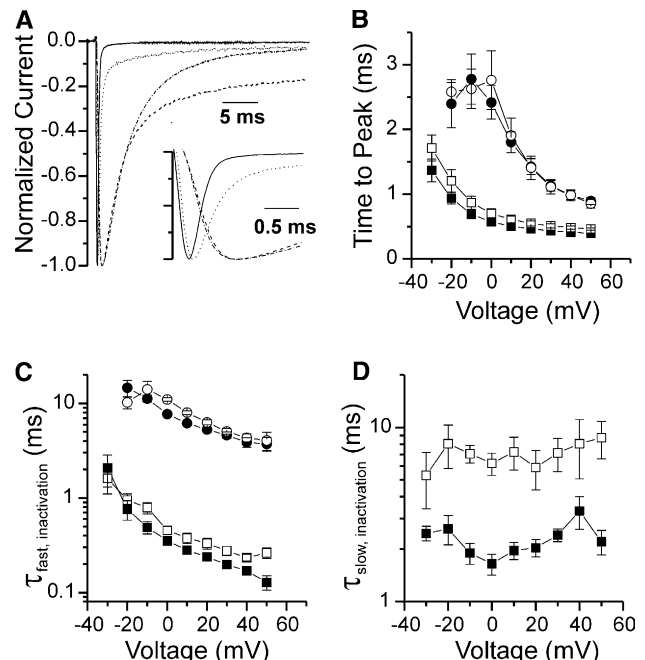 A
Normalized Current
0.0
-0.2
-0.4
-0.6
-0.8
-1.0
5 ms
0.5 ms
B
Time to Peak (ms)
3
2
1
0
-40 -20 0 20 40 60
Voltage (mV)
C
τfast, inactivation (ms)
10
1
0.1
-40 -20 0 20 40 60
Voltage (mV)
D
τslow, inactivation (ms)
10
1
-40 -20 0 20 40 60
Voltage (mV)